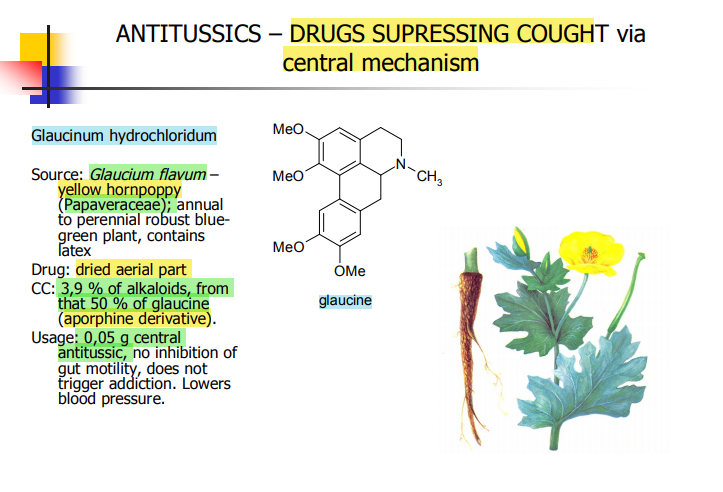 ANTITUSSICS – DRUGS SUPRESSING COUGHT via
central mechanism
Glaucinum hydrochloridum
Source: Glaucium flavum –
yellow hornpoppy
(Papaveraceae); annual
to perennial robust blue-
green plant, contains
latex
Drug: dried aerial part
CC: 3,9 % of alkaloids, from
that 50 % of glaucine
(aporphine derivative).
Usage: 0,05 g central
antitussic, no inhibition of
gut motility, does not
trigger addiction. Lowers
blood pressure.
MeO
MeO
N
CH3
MeO
OMe
glaucine